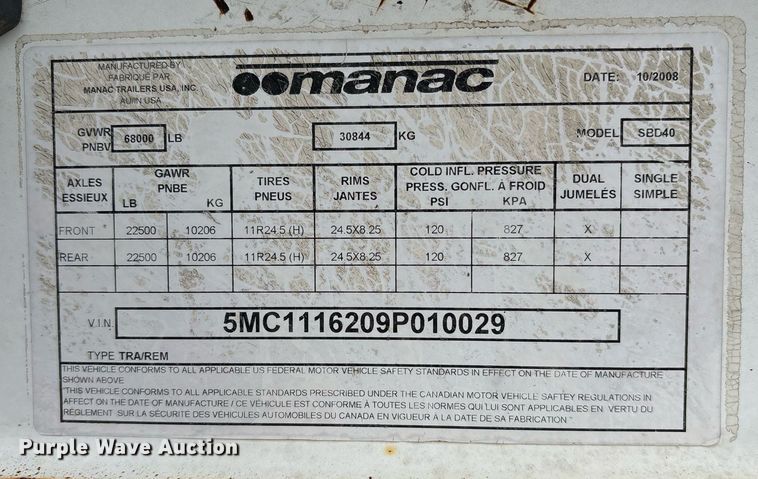 MANUFACTURED BY
FABRIQUÉ PAR
MANAC TRAILERS USA, INC.
manac
DATE: 10/2008
GVWR
PNBV 68000 LB 30844 KG MODEL SBD40
AXLES
ESSIEUX
GAWR
PNBE
LB KG
TIRES
PNEUS
RIMS
JANTES
COLD INFL. PRESSURE
PRESS. GONFL. À FROID
PSI KPA
DUAL
JUMELÉS
SINGLE
SIMPLE
FRONT 22500 10206 11R24.5 (H) 24.5X8.25 120 827 X
REAR 22500 10206 11R24.5 (H) 24.5X8.25 120 827 X
V.I.N. 5MC1116209P010029
TYPE TRA/REM
THIS VEHICLE CONFORMS TO ALL APPLICABLE US FEDERAL MOTOR VEHICLE SAFETY STANDARDS IN EFFECT ON THE DATE OF MANUFACTURE
SHOWN ABOVE
"THIS VEHICLE CONFORMS TO ALL APPLICABLE STANDARDS PRESCRIBED UNDER THE CANADIAN MOTOR VEHICLE SAFTEY REGULATIONS IN
EFFECT ON THE DATE OF MANUFACTURE / CE VÉHICULE EST CONFORME À TOUTES LES NORMES QUI LUI SONT APPLICABLES EN VERTU DU
RÈGLEMENT SUR LA SÉCURITÉ DES VÉHICULES AUTOMOBILES DU CANADA EN VIGUEUR À LA DATE DE SA FABRICATION"
Purple Wave Auction